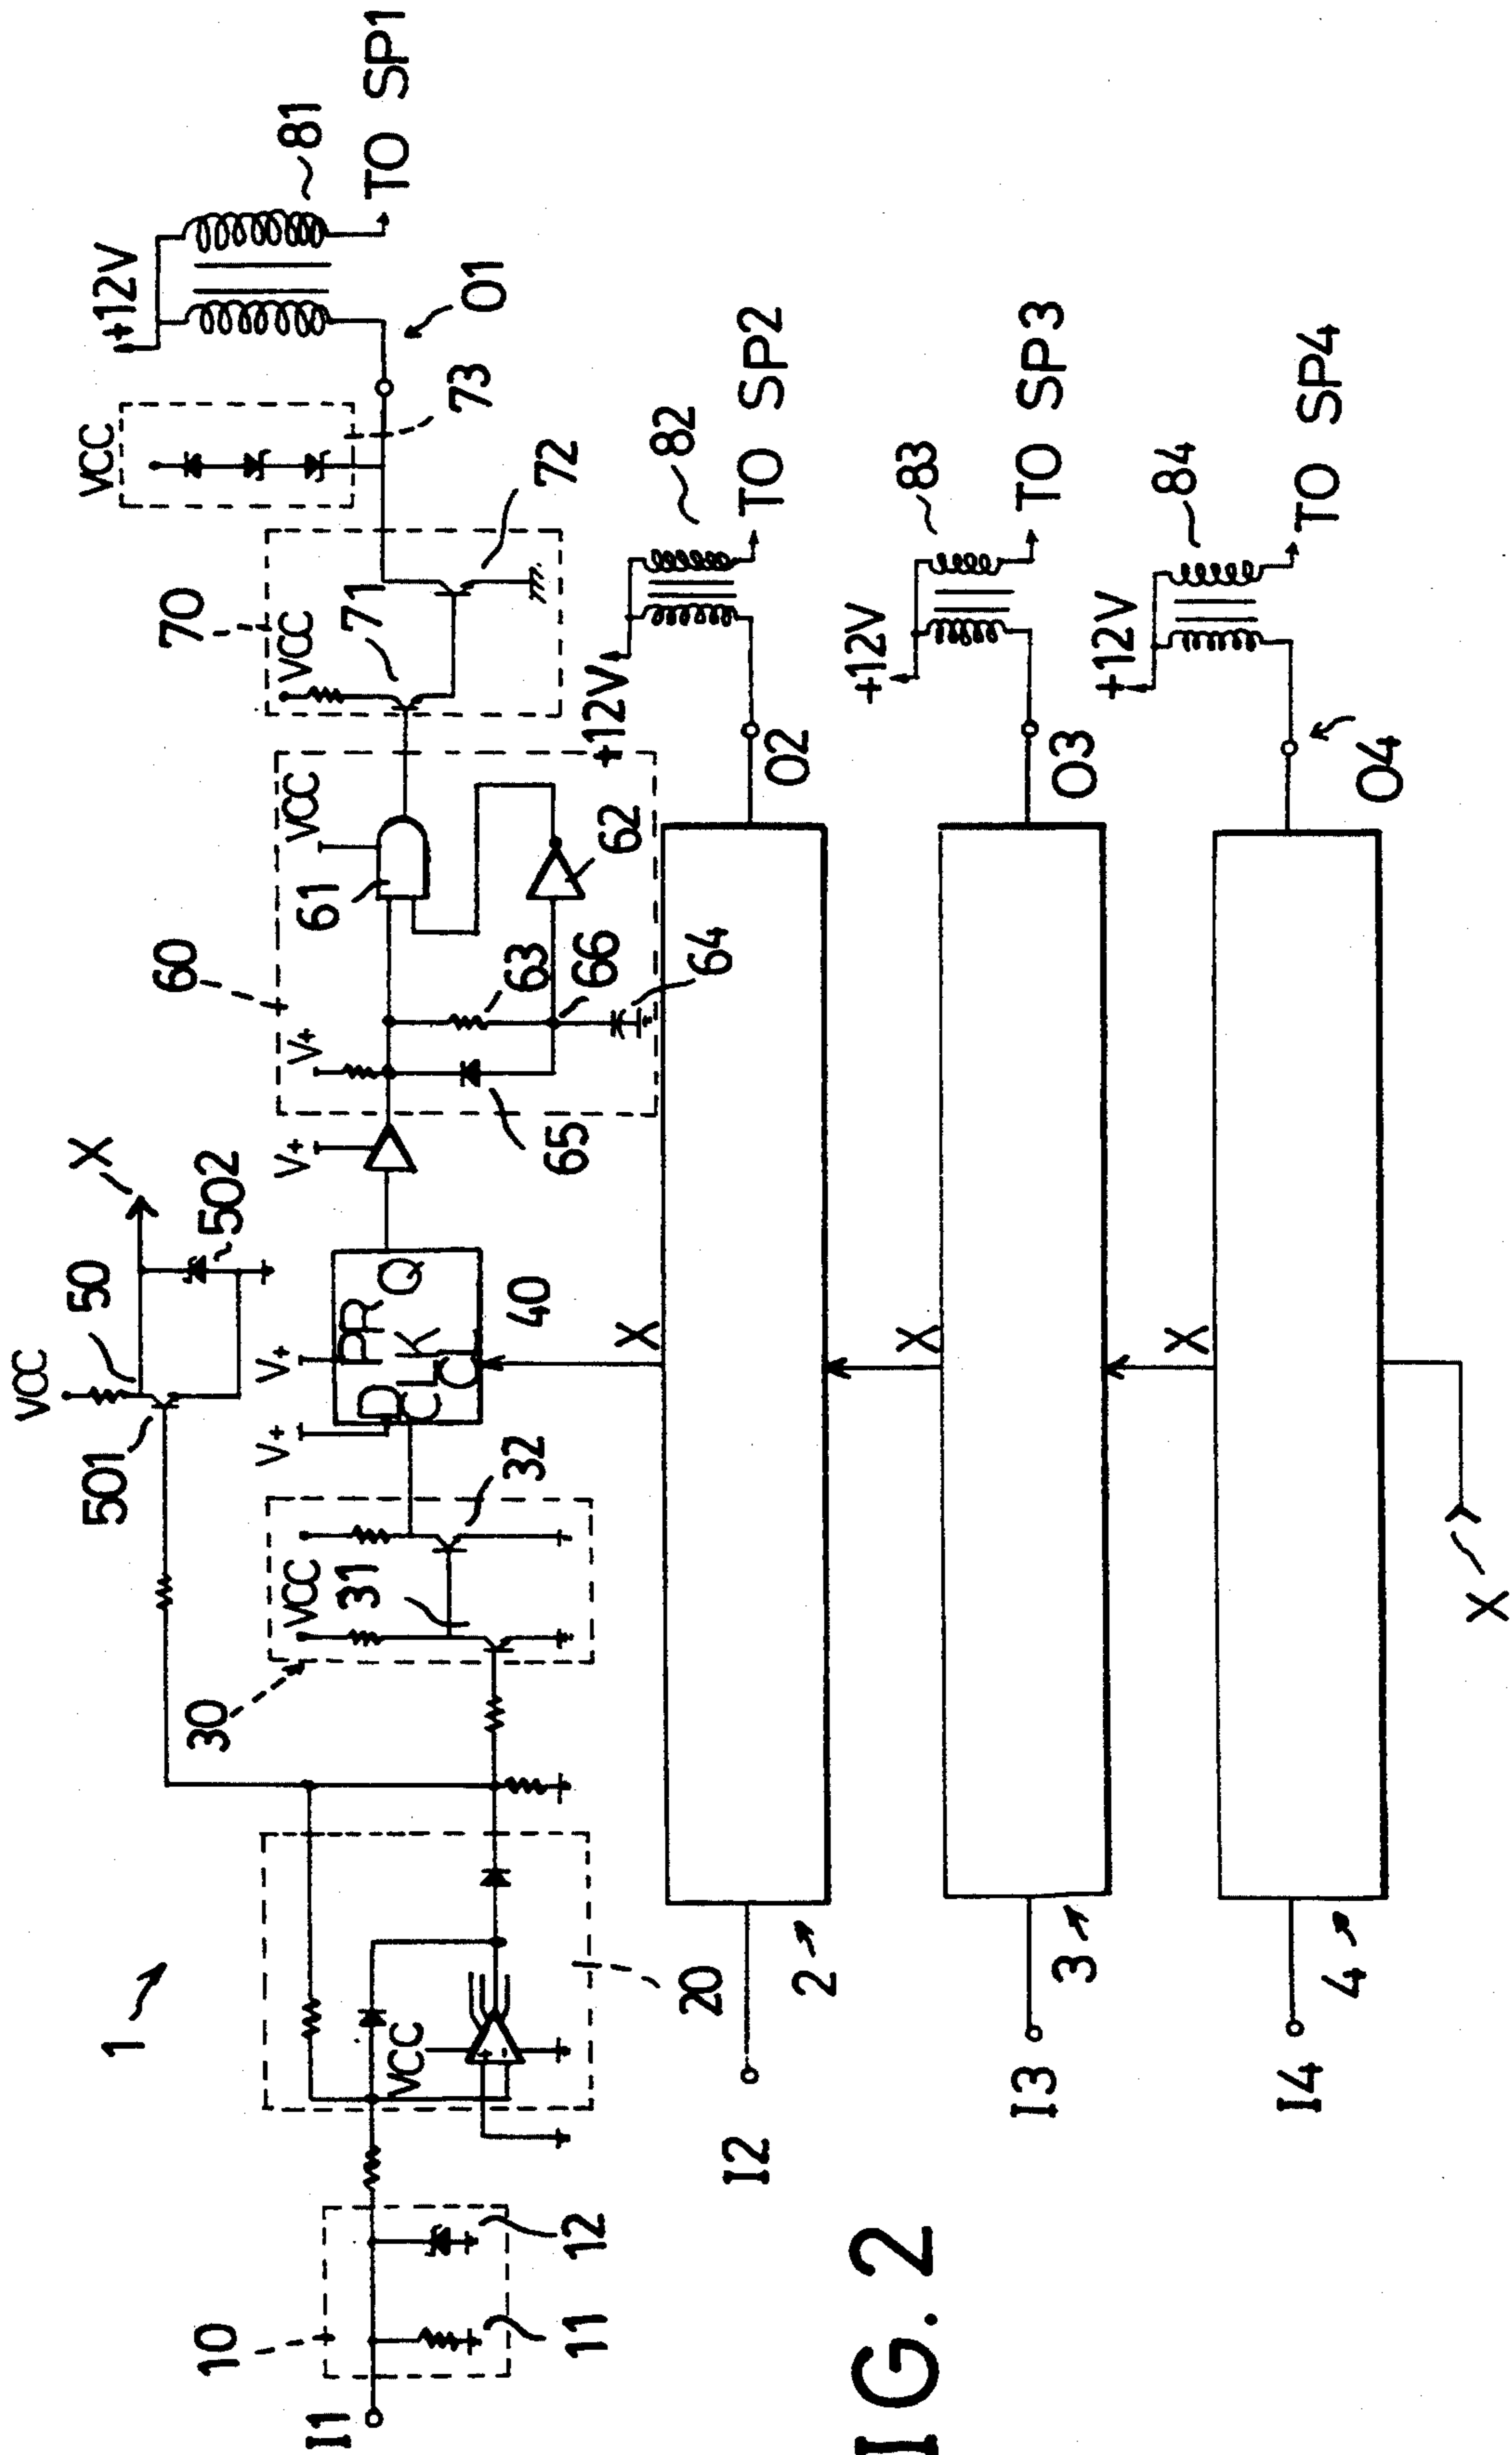 1
50
X
VCC
501
502
VCC
73
+12V
81
TO SP1
O1
30
VCC
31
32
V+
V+
D
PR
CLK
CL
Q
40
V+
60
V+
VCC
61
62
63
66
64
65
70
VCC
71
72
10
11
12
I1
VCC
+
-
20
X
2
I2
O2
+12V
82
TO SP2
X
3
I3
O3
+12V
83
TO SP3
X
4
I4
O4
+12V
84
TO SP4
X
IG. 2